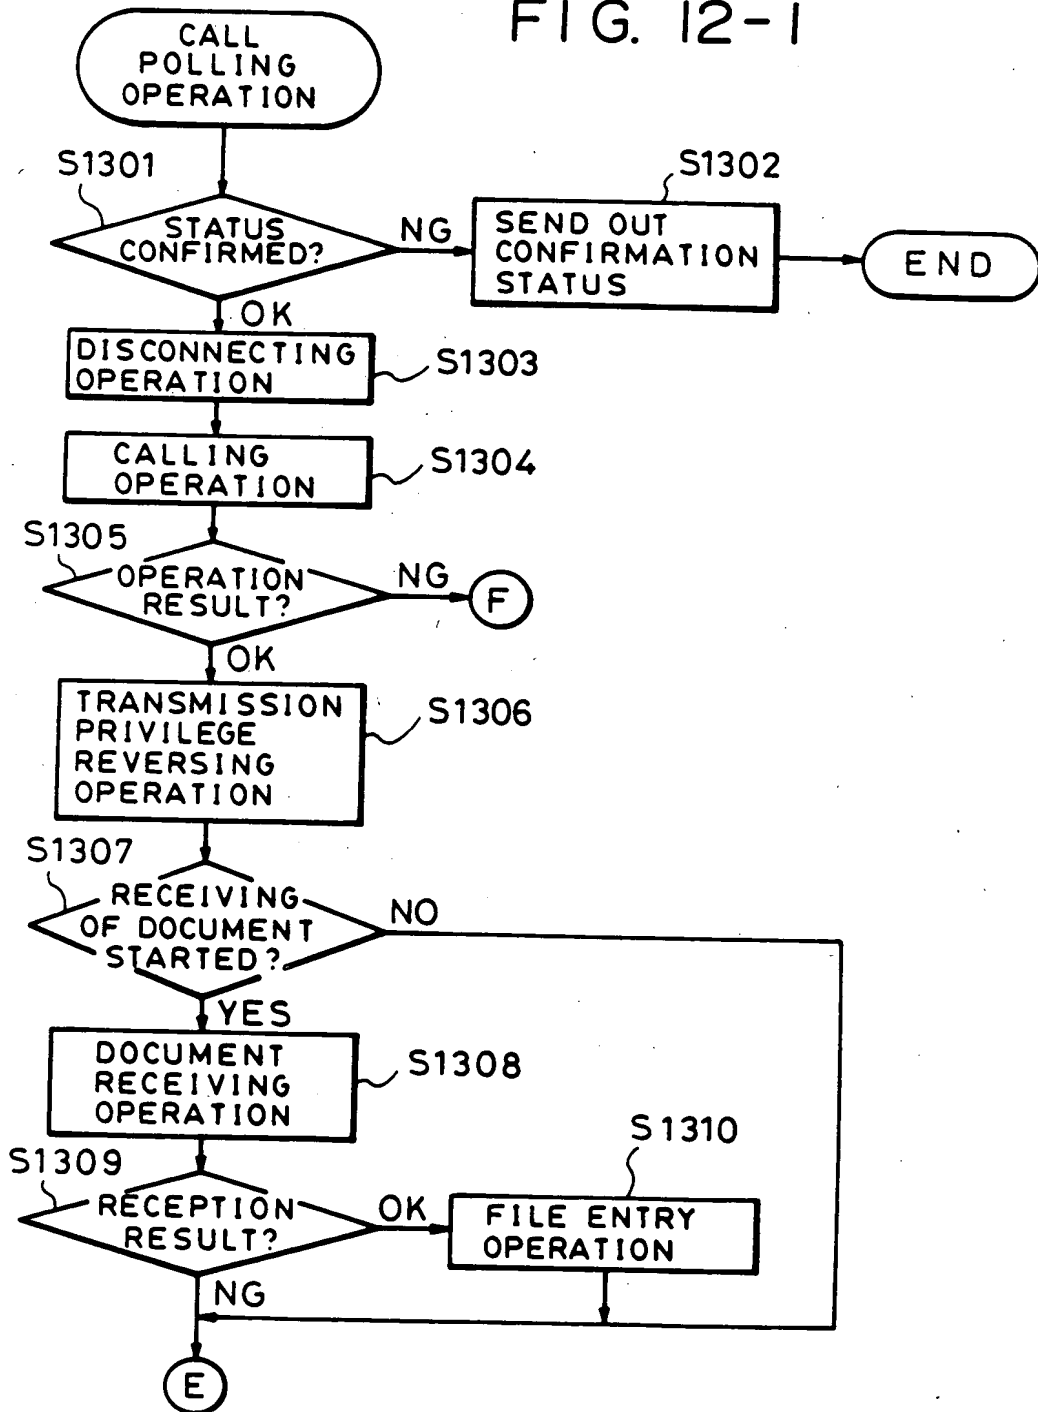 FIG. 12-1
CALL
POLLING
OPERATION
S1301
STATUS
CONFIRMED?
NG
S1302
SEND OUT
CONFIRMATION
STATUS
END
OK
DISCONNECTING
OPERATION
S1303
CALLING
OPERATION
S1304
S1305
OPERATION
RESULT?
NG
F
OK
TRANSMISSION
PRIVILEGE
REVERSING
OPERATION
S1306
S1307
RECEIVING
OF DOCUMENT
STARTED?
NO
YES
DOCUMENT
RECEIVING
OPERATION
S1308
S1309
RECEPTION
RESULT?
OK
S1310
FILE ENTRY
OPERATION
NG
E